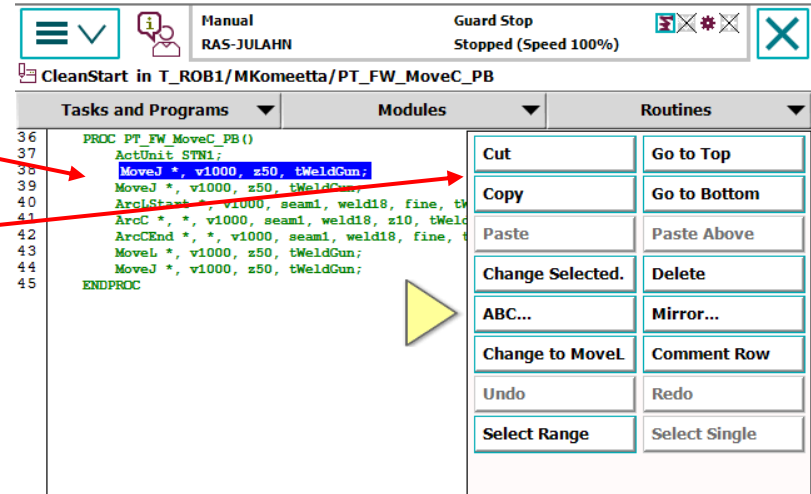 Manual
RAS-JULAHN
Guard Stop
Stopped (Speed 100%)
CleanStart in T_ROB1/MKomeetta/PT_FW_MoveC_PB
Tasks and Programs
Modules
Routines
36 PROC PT_FW_MoveC_PB()
37 ActUnit STN1;
38 MoveJ *, v1000, z50, tWeldGun;
39 MoveJ *, v1000, z50, tWeldGun;
40 ArcLStart *, v1000, seam1, weld18, fine, tW
41 ArcC *, *, v1000, seam1, weld18, z10, tWeld
42 ArcCEnd *, *, v1000, seam1, weld18, fine, t
43 MoveL *, v1000, z50, tWeldGun;
44 MoveJ *, v1000, z50, tWeldGun;
45 ENDPROC
Cut
Go to Top
Copy
Go to Bottom
Paste
Paste Above
Change Selected.
Delete
ABC...
Mirror...
Change to MoveL
Comment Row
Undo
Redo
Select Range
Select Single